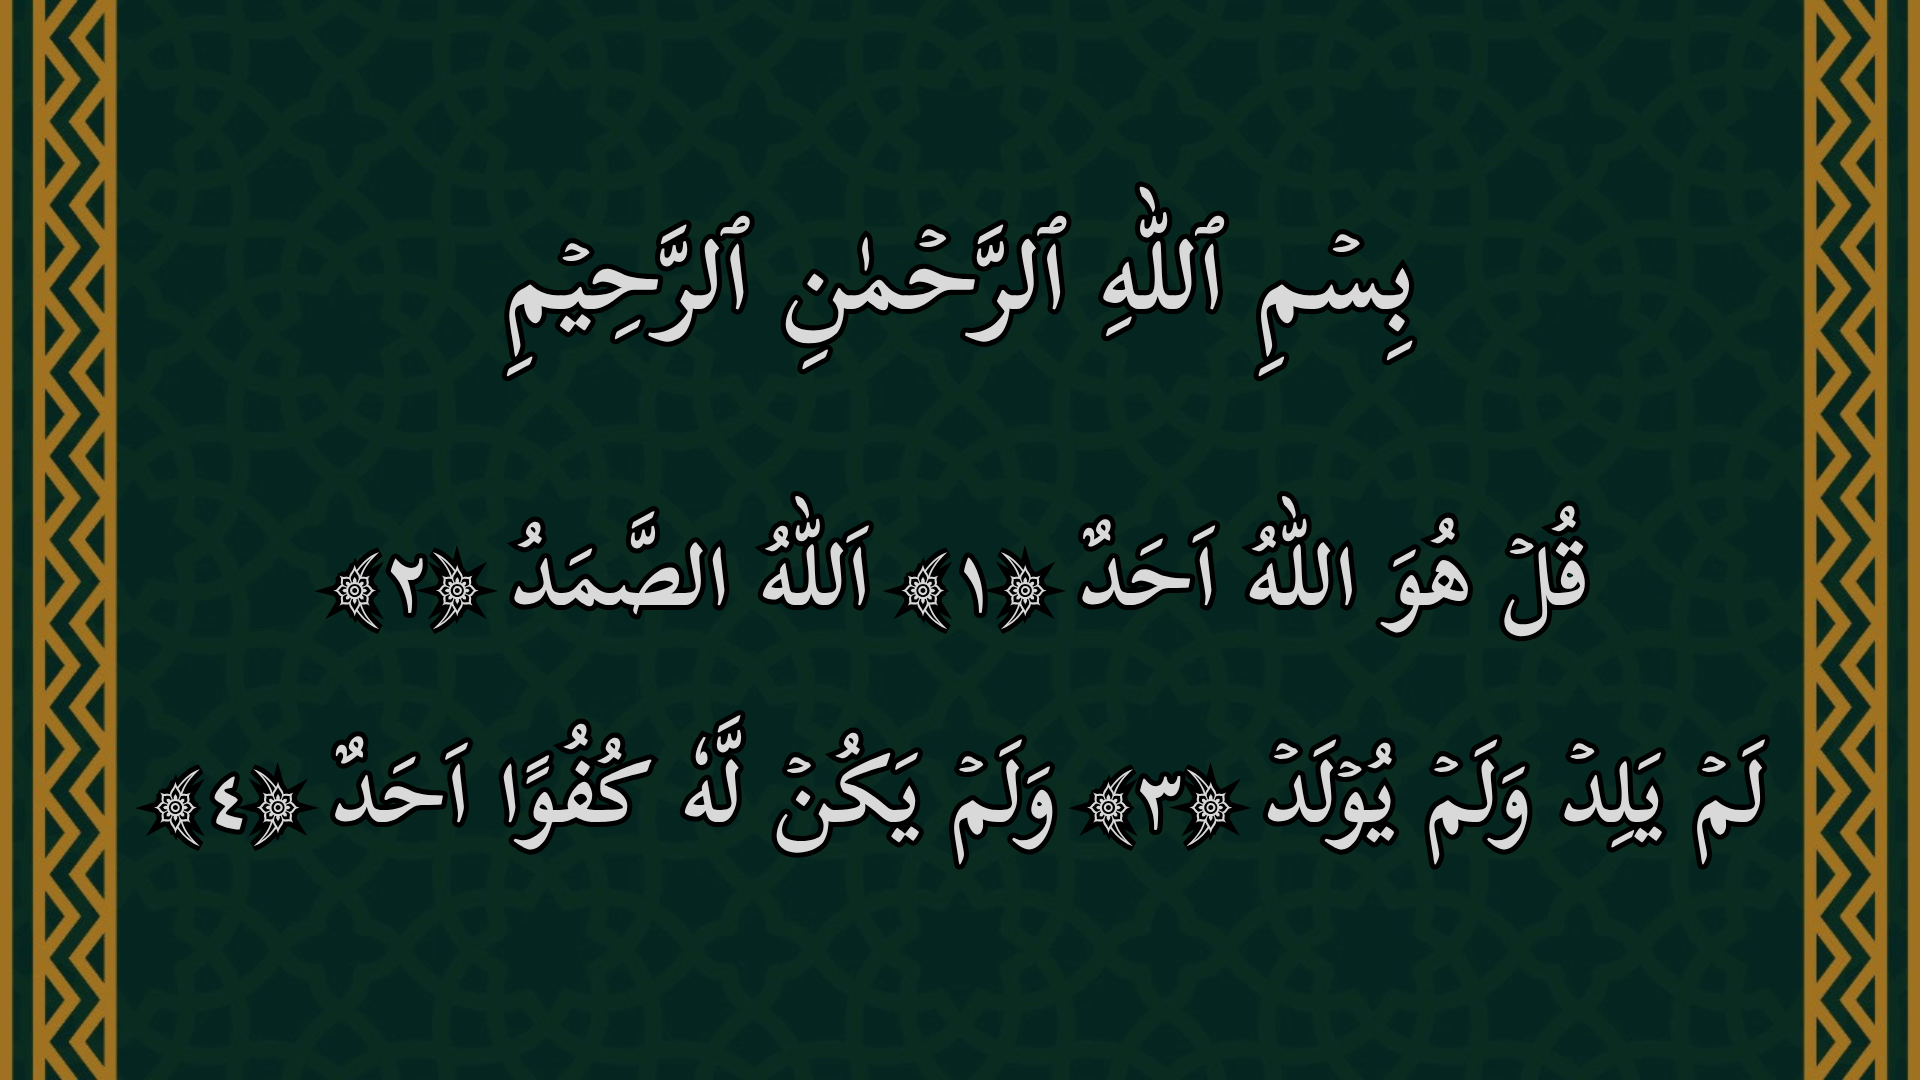 بِسْمِ ٱللّٰهِ ٱلرَّحْمٰنِ ٱلرَّحِيْمِ
قُلْ هُوَ اللّٰهُ اَحَدٌ ﴿١﴾ اَللّٰهُ الصَّمَدُ ﴿٢﴾
لَمْ يَلِدْ وَلَمْ يُوْلَدْ ﴿٣﴾ وَلَمْ يَكُنْ لَّهٗ كُفُوًا اَحَدٌ ﴿٤﴾